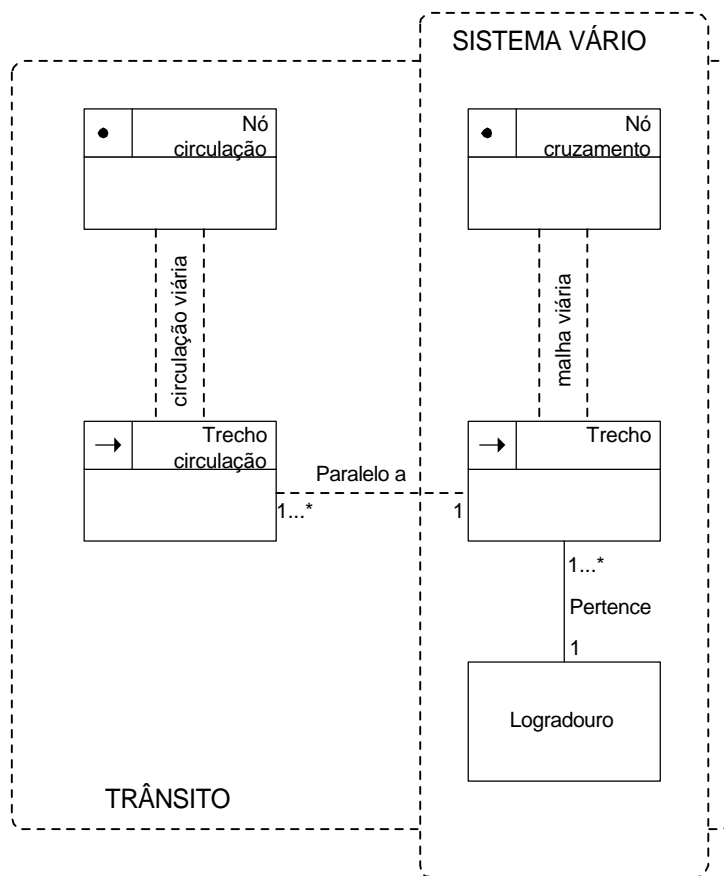 SISTEMA VÁRIO
Nó
circulação
Nó
cruzamento
circulação viária
malha viária
Trecho
circulação
Trecho
Paralelo a
1...*
1
1...*
Pertence
1
Logradouro
TRÂNSITO